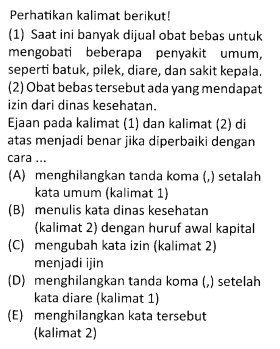 Perhatikan kalimat berikut!
(1) Saat ini banyak dijual obat bebas untuk
mengobati beberapa penyakit umum,
seperti batuk, pilek, diare, dan sakit kepala.
(2) Obat bebas tersebut ada yang mendapat
izin dari dinas kesehatan.
Ejaan pada kalimat (1) dan kalimat (2) di
atas menjadi benar jika diperbaiki dengan
cara ...
(A) menghilangkan tanda koma (,) setalah
kata umum (kalimat 1)
(B) menulis kata dinas kesehatan
(kalimat 2) dengan huruf awal kapital
(C) mengubah kata izin (kalimat 2)
menjadi ijin
(D) menghilangkan tanda koma (,) setelah
kata diare (kalimat 1)
(E) menghilangkan kata tersebut
(kalimat 2)